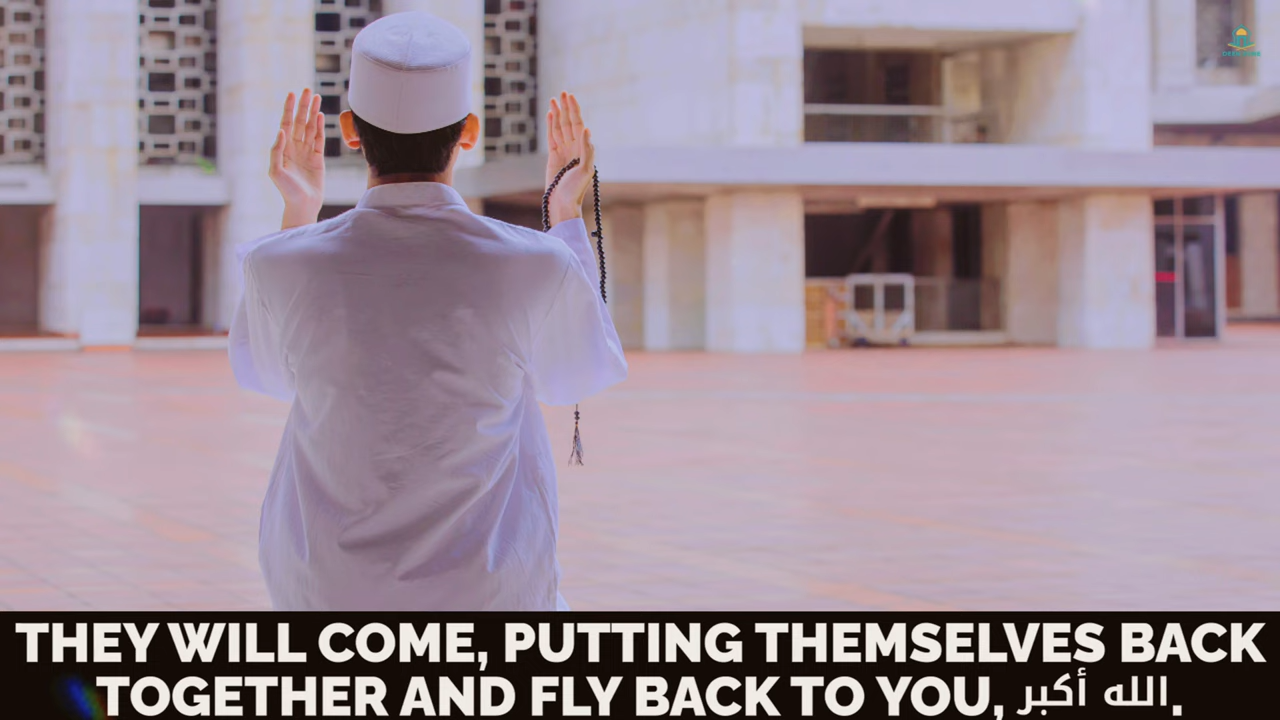 THEY WILL COME, PUTTING THEMSELVES BACK
TOGETHER AND FLY BACK TO YOU, الله أكبر.